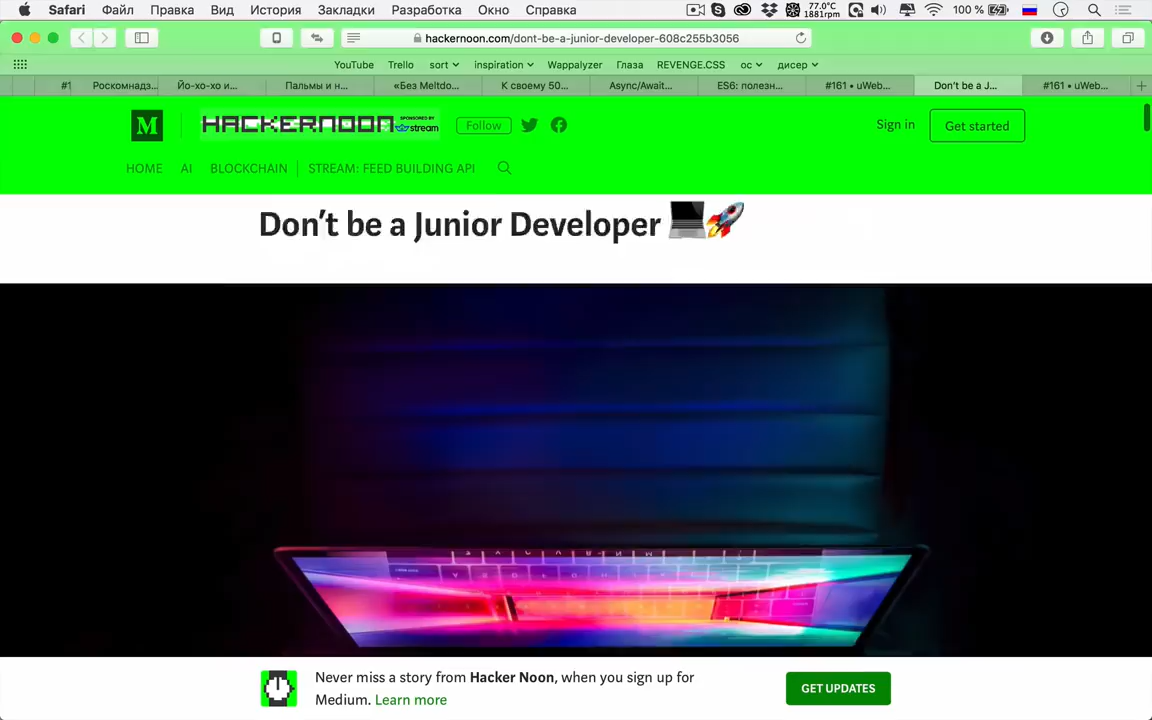 Safari Файл Правка Вид История Закладки Разработка Окно Справка 77.0°C 1881rpm 100 %
hackernoon.com/dont-be-a-junior-developer-608c255b3056
YouTube Trello sort inspiration Wappalyzer Глаза REVENGE.CSS ос дисер
#1 Роскомнадз... Йо-хо-хо и... Пальмы и н... «Без Meltdo... К своему 50... Async/Await... ES6: полезн... #161 • uWeb... Don't be a J... #161 • uWeb...
M HACKERNOON SPONSORED BY stream Follow Sign in Get started
HOME AI BLOCKCHAIN STREAM: FEED BUILDING API
Don't be a Junior Developer
Never miss a story from Hacker Noon, when you sign up for
Medium. Learn more
GET UPDATES